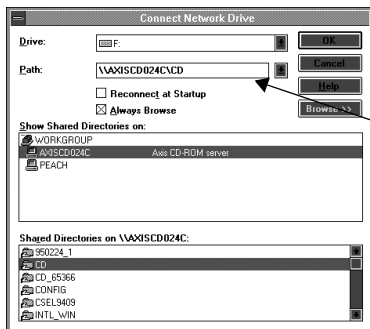 Connect Network Drive
Drive:
F:
OK
Path:
\\AXISCD024C\CD
Cancel
Help
Reconnect at Startup
Always Browse
Browse >>
Show Shared Directories on:
WORKGROUP
AXISCD024C Axis CD-ROM server
PEACH
Shared Directories on \\AXISCD024C:
950224_1
CD
CD_65366
CONFIG
CSEL9409
INTL_WIN